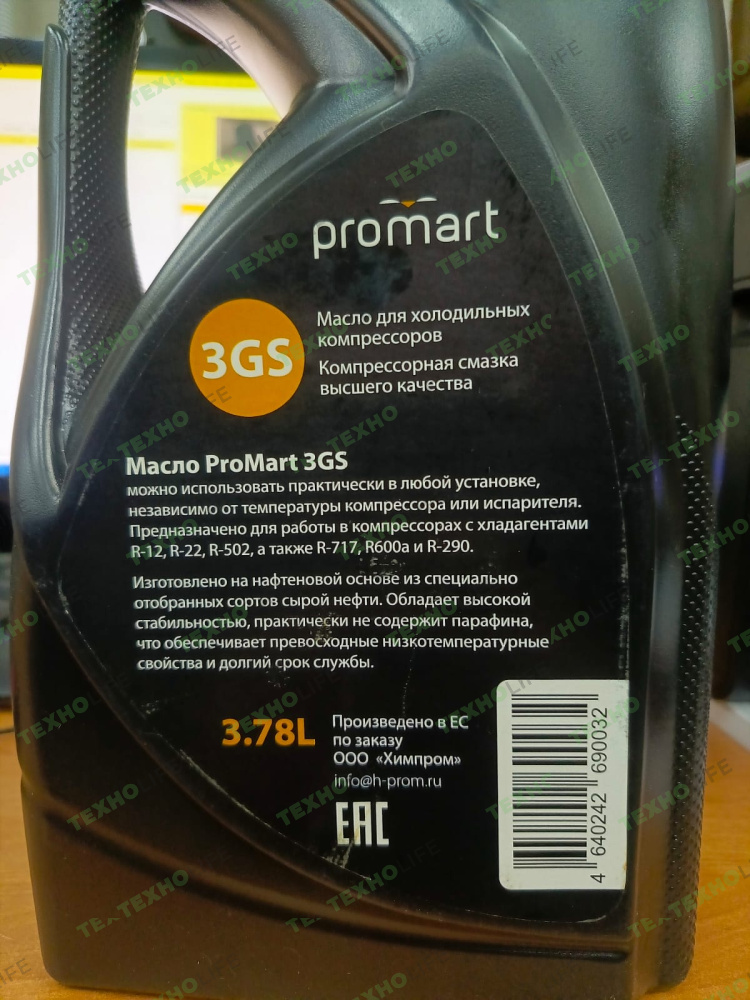 promart
3GS
Масло для холодильных
компрессоров
Компрессорная смазка
высшего качества
Масло ProMart 3GS
можно использовать практически в любой установке,
независимо от температуры компрессора или испарителя.
Предназначено для работы в компрессорах с хладагентами
R-12, R-22, R-502, а также R-717, R600a и R-290.
Изготовлено на нафтеновой основе из специально
отобранных сортов сырой нефти. Обладает высокой
стабильностью, практически не содержит парафина,
что обеспечивает превосходные низкотемпературные
свойства и долгий срок службы.
3.78L
Произведено в ЕС
по заказу
ООО «Химпром»
info@h-prom.ru
EAC
4 640242 690032
ТЕХНОLIFE